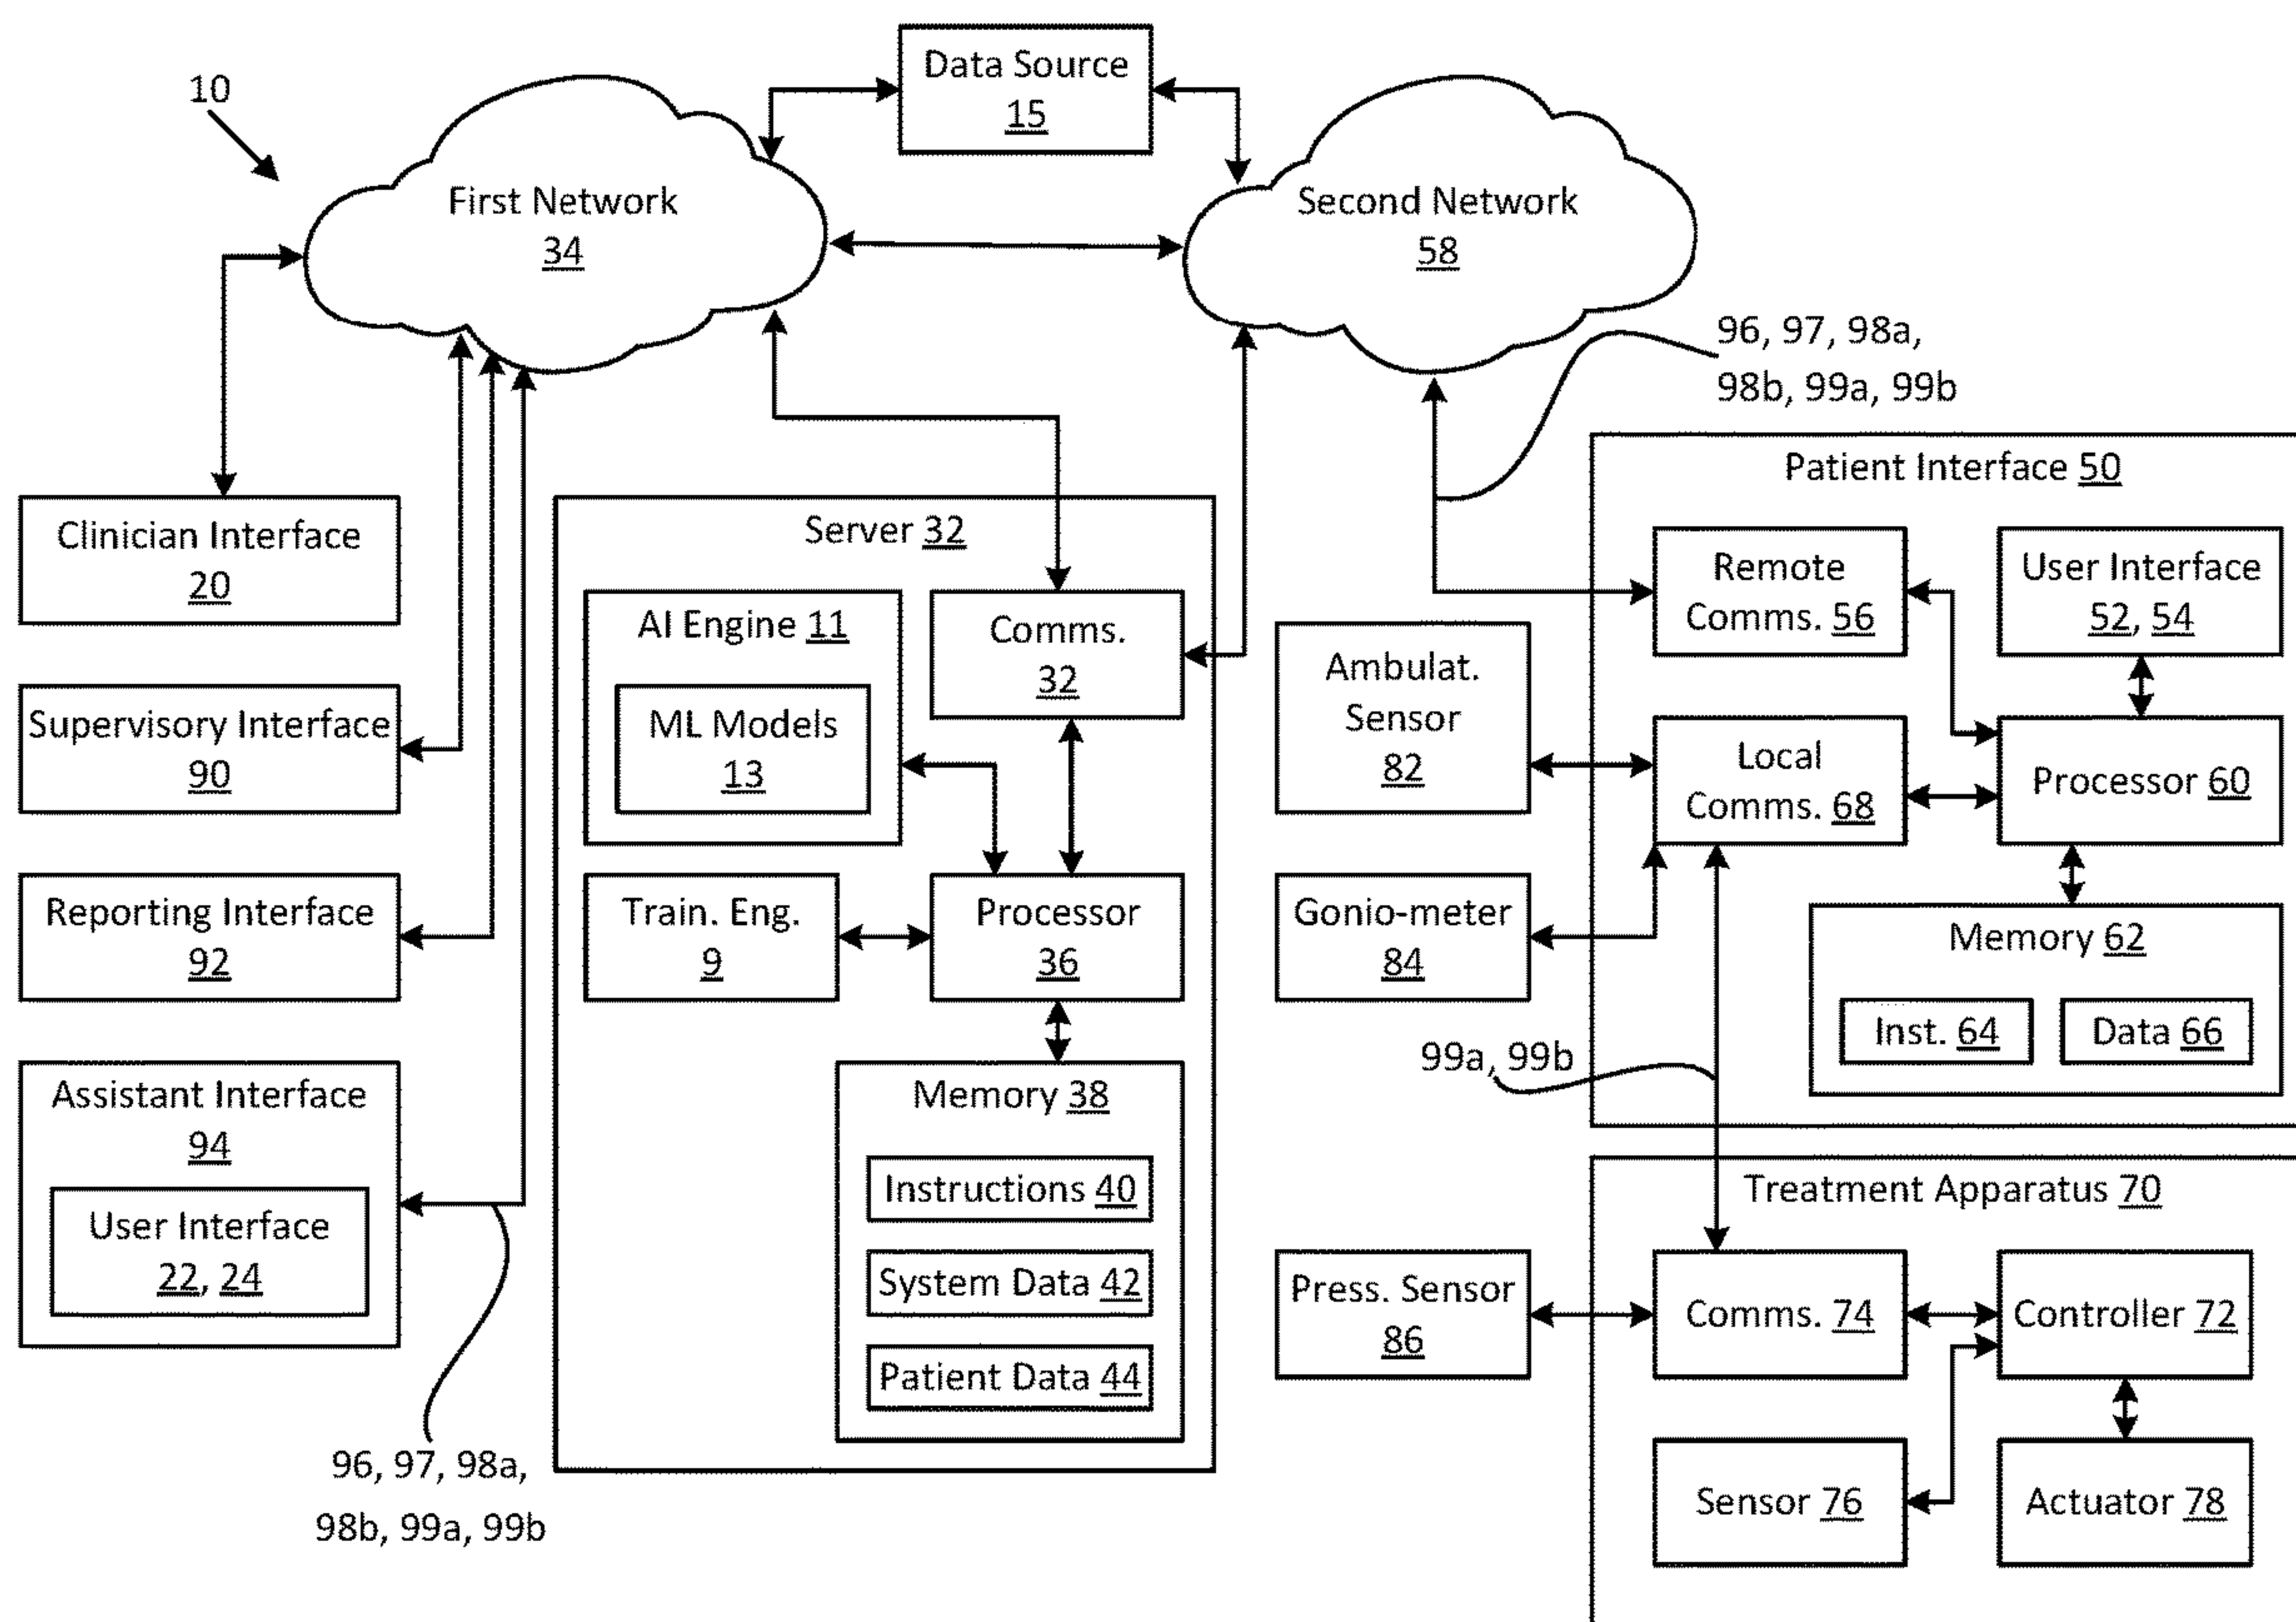 10
Data Source
15
First Network
34
Second Network
58
96, 97, 98a,
98b, 99a, 99b
Clinician Interface
20
Supervisory Interface
90
Reporting Interface
92
Assistant Interface
94
User Interface
22, 24
96, 97, 98a,
98b, 99a, 99b
Server 32
AI Engine 11
ML Models
13
Comms.
32
Train. Eng.
9
Processor
36
Memory 38
Instructions 40
System Data 42
Patient Data 44
Ambulat.
Sensor
82
Gonio-meter
84
99a, 99b
Press. Sensor
86
Patient Interface 50
Remote
Comms. 56
User Interface
52, 54
Local
Comms. 68
Processor 60
Memory 62
Inst. 64
Data 66
Treatment Apparatus 70
Comms. 74
Controller 72
Sensor 76
Actuator 78